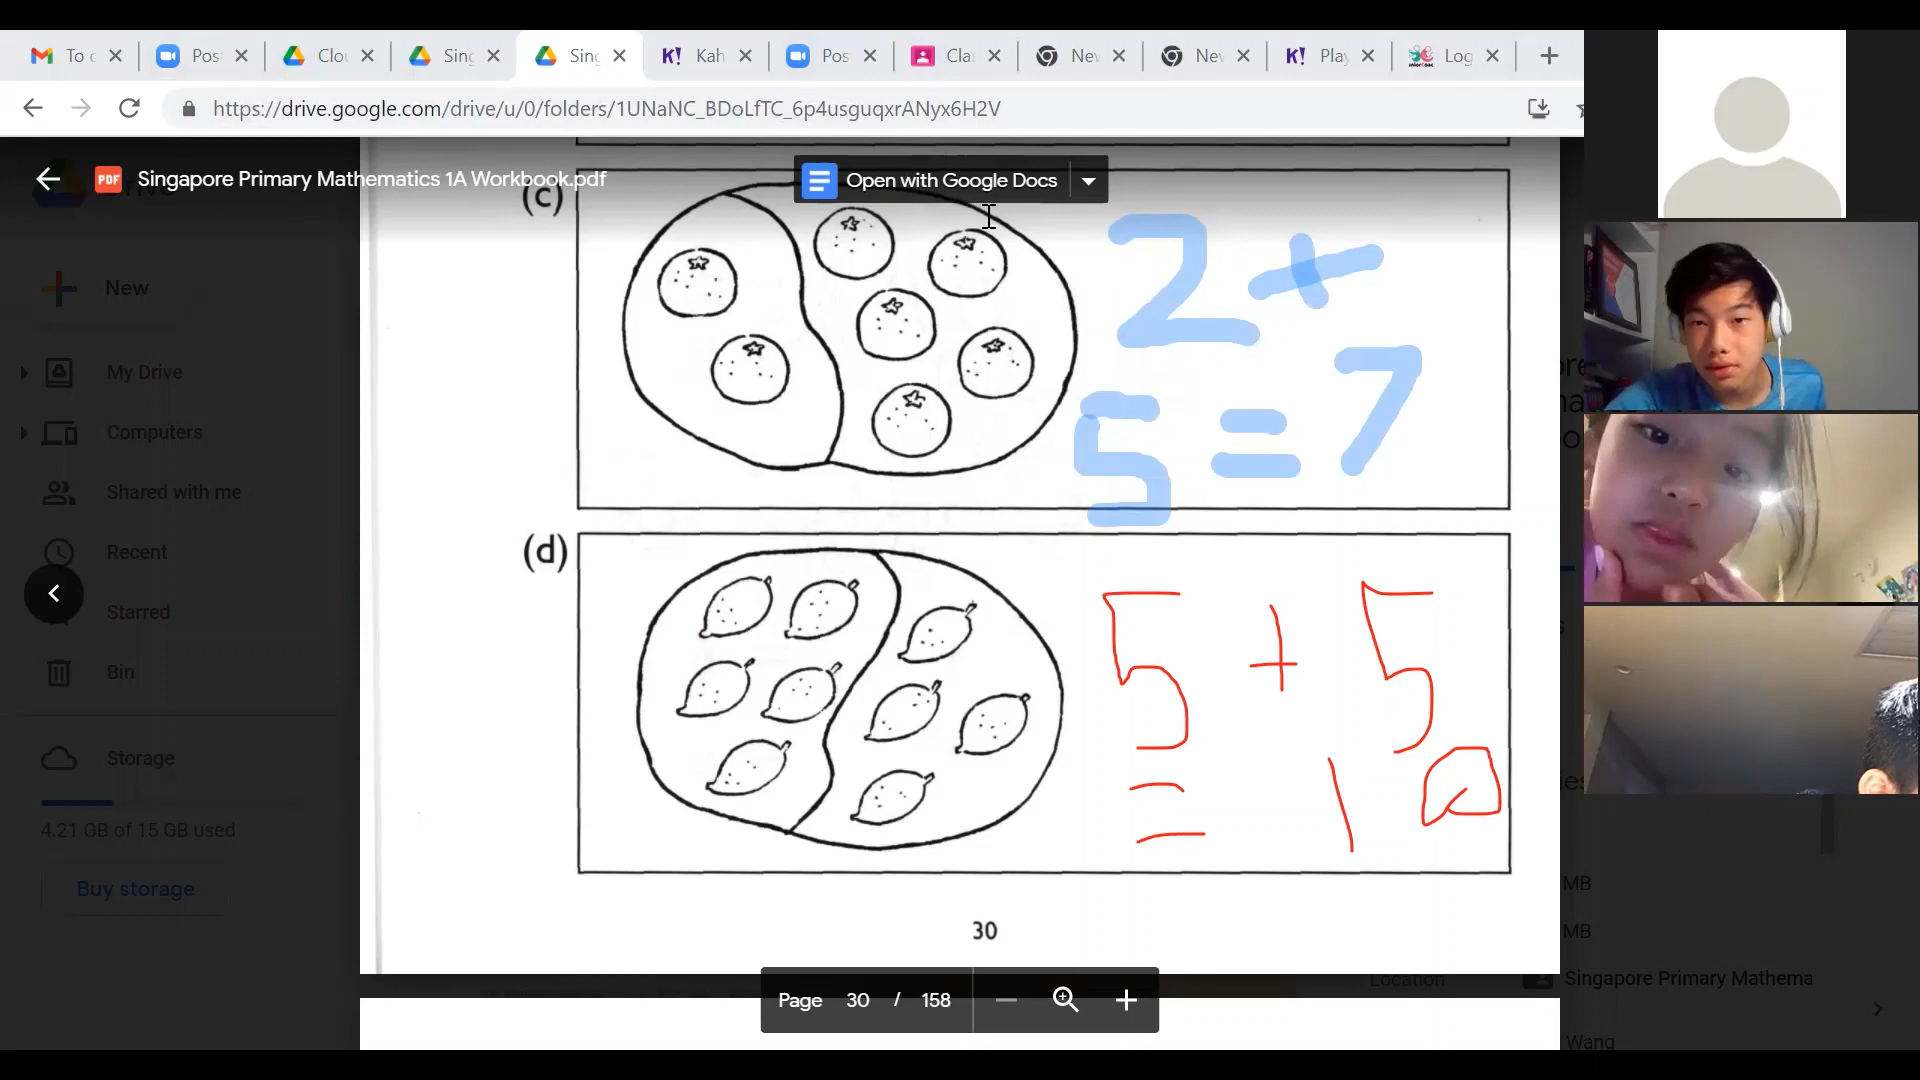 To c
Pos
Clou
Sing
Sing
Kah
Pos
Clas
Nev
Nev
Play
Log
https://drive.google.com/drive/u/0/folders/1UNaNC_BDoLfTC_6p4usguqxrANyx6H2V
PDF
Singapore Primary Mathematics 1A Workbook.pdf
Open with Google Docs
New
My Drive
Computers
Shared with me
Recent
Starred
Bin
Storage
4.21 GB of 15 GB used
Buy storage
(c)
2 +
5 = 7
(d)
5 + 5
= 10
30
Page 30 / 158
MB
MB
Location
Singapore Primary Mathema
Wang